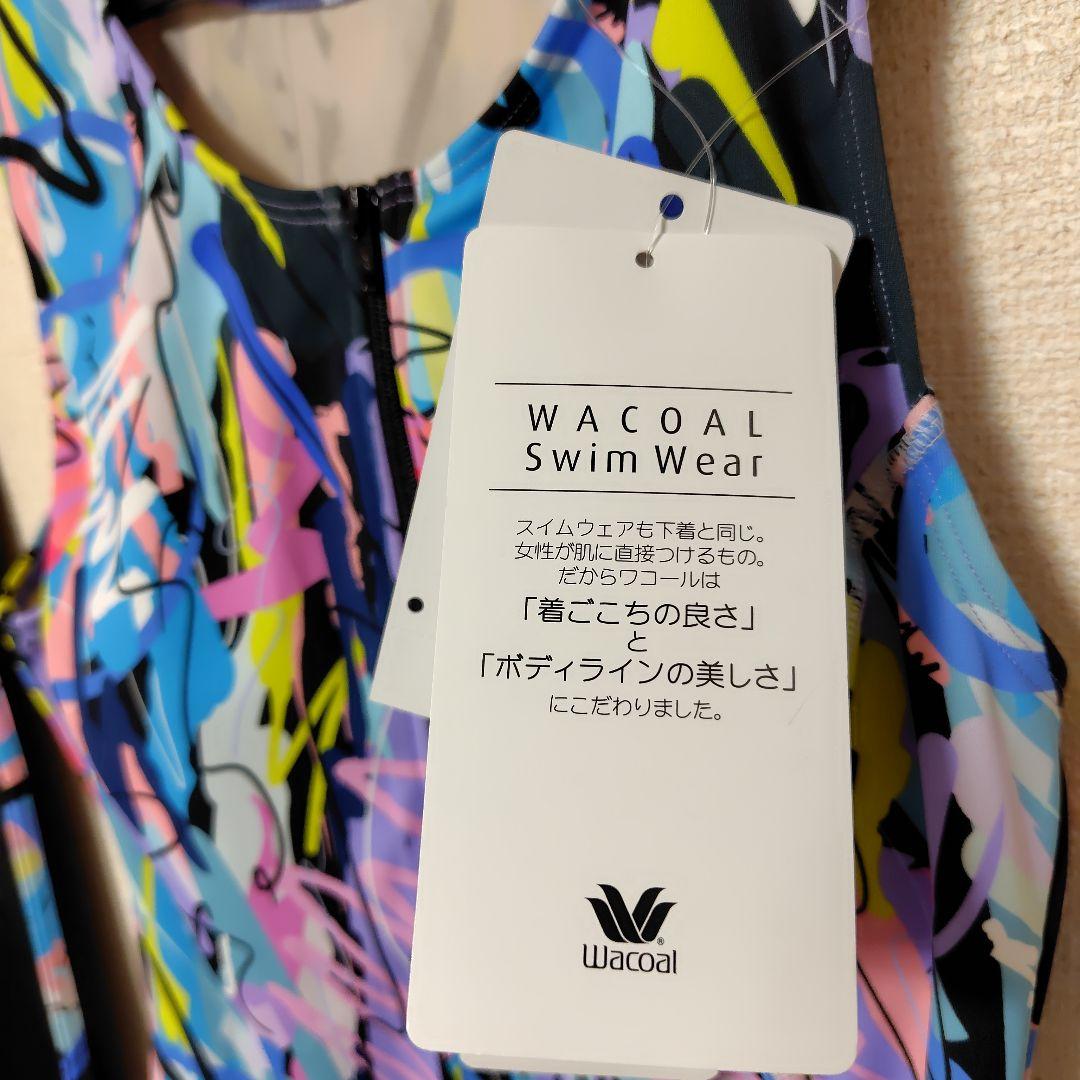 WACOAL
Swim Wear
スイムウェアも下着と同じ。
女性が肌に直接つけるもの。
だからワコールは
「着ごこちの良さ」
と
「ボディラインの美しさ」
にこだわりました。
Wacoal